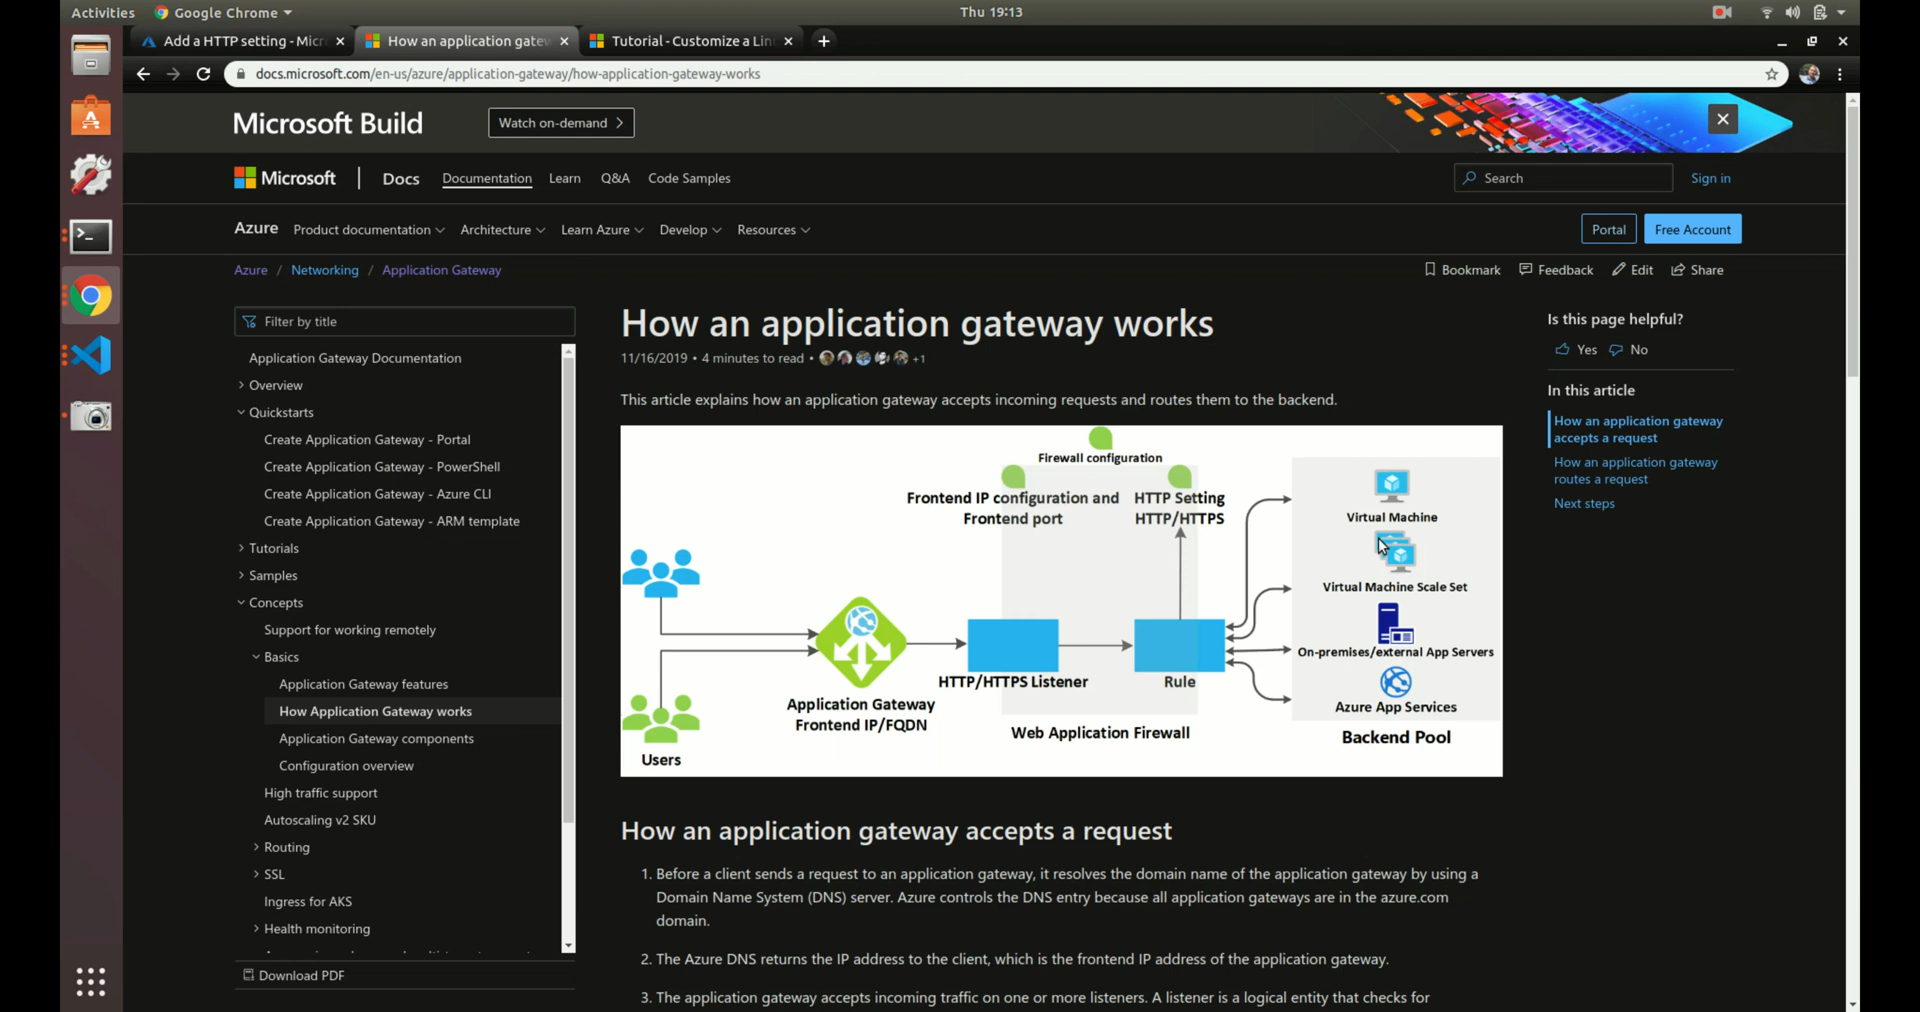 Activities
Google Chrome
Thu 19:13
Add a HTTP setting - Micr
How an application gatew
Tutorial - Customize a Lin
docs.microsoft.com/en-us/azure/application-gateway/how-application-gateway-works
Microsoft Build
Watch on-demand
Microsoft
Docs
Documentation
Learn
Q&A
Code Samples
Search
Sign in
Azure
Product documentation
Architecture
Learn Azure
Develop
Resources
Portal
Free Account
Azure / Networking / Application Gateway
Bookmark
Feedback
Edit
Share
Filter by title
Application Gateway Documentation
Overview
Quickstarts
Create Application Gateway - Portal
Create Application Gateway - PowerShell
Create Application Gateway - Azure CLI
Create Application Gateway - ARM template
Tutorials
Samples
Concepts
Support for working remotely
Basics
Application Gateway features
How Application Gateway works
Application Gateway components
Configuration overview
High traffic support
Autoscaling v2 SKU
Routing
SSL
Ingress for AKS
Health monitoring
Download PDF
How an application gateway works
11/16/2019 • 4 minutes to read • +1
This article explains how an application gateway accepts incoming requests and routes them to the backend.
Firewall configuration
Frontend IP configuration and
Frontend port
HTTP Setting
HTTP/HTTPS
Virtual Machine
Virtual Machine Scale Set
On-premises/external App Servers
Azure App Services
Backend Pool
HTTP/HTTPS Listener
Rule
Application Gateway
Frontend IP/FQDN
Web Application Firewall
Users
How an application gateway accepts a request
1. Before a client sends a request to an application gateway, it resolves the domain name of the application gateway by using a
Domain Name System (DNS) server. Azure controls the DNS entry because all application gateways are in the azure.com
domain.
2. The Azure DNS returns the IP address to the client, which is the frontend IP address of the application gateway.
3. The application gateway accepts incoming traffic on one or more listeners. A listener is a logical entity that checks for
Is this page helpful?
Yes
No
In this article
How an application gateway
accepts a request
How an application gateway
routes a request
Next steps